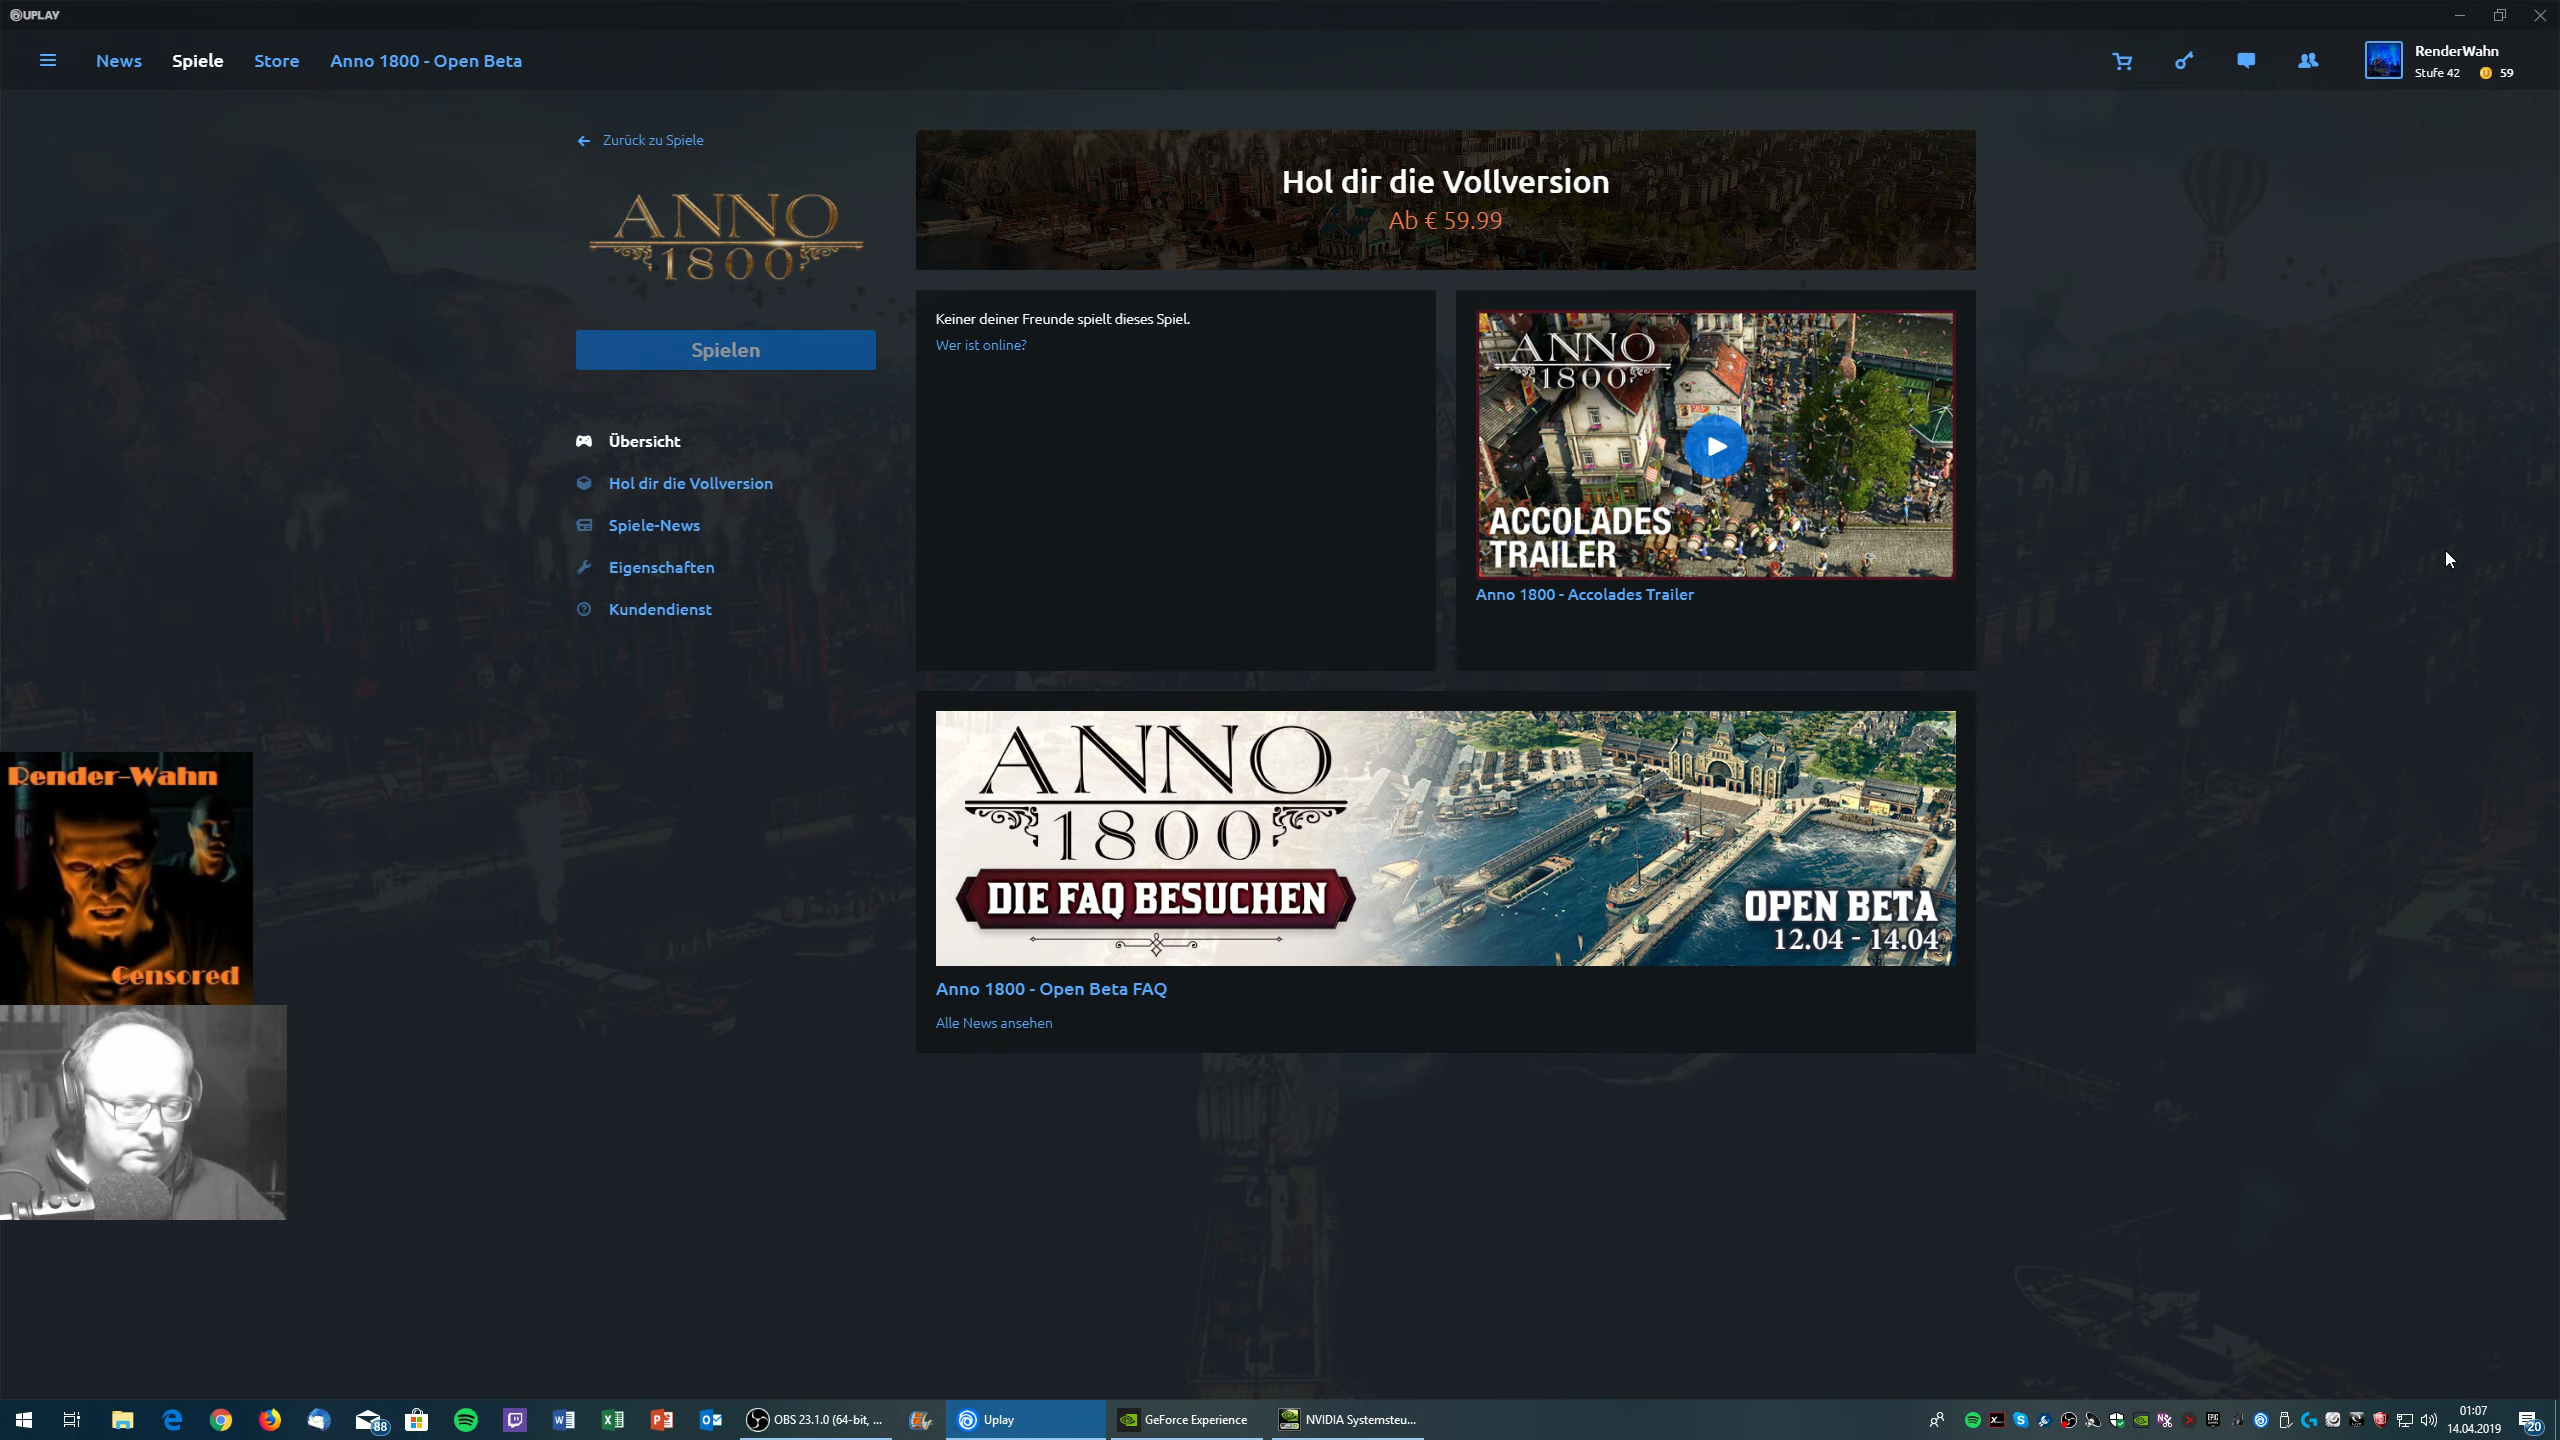 UPLAY
News
Spiele
Store
Anno 1800 - Open Beta
RenderWahn
Stufe 42
59
Zurück zu Spiele
ANNO
1800
Spielen
Übersicht
Hol dir die Vollversion
Spiele-News
Eigenschaften
Kundendienst
Hol dir die Vollversion
Ab € 59.99
Keiner deiner Freunde spielt dieses Spiel.
Wer ist online?
ANNO
1800
ACCOLADES
TRAILER
Anno 1800 - Accolades Trailer
ANNO
1800
DIE FAQ BESUCHEN
OPEN BETA
12.04 - 14.04
Anno 1800 - Open Beta FAQ
Alle News ansehen
Render-Wahn
Censored
88
OBS 23.1.0 (64-bit, ...
Uplay
GeForce Experience
NVIDIA Systemsteu...
01:07
14.04.2019
20